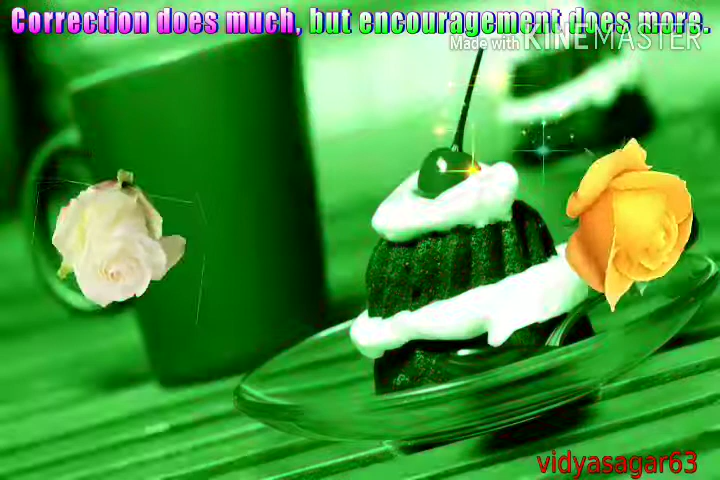 Correction does much, but encouragement does more.
Made with KINEMASTER
vidyasagar63